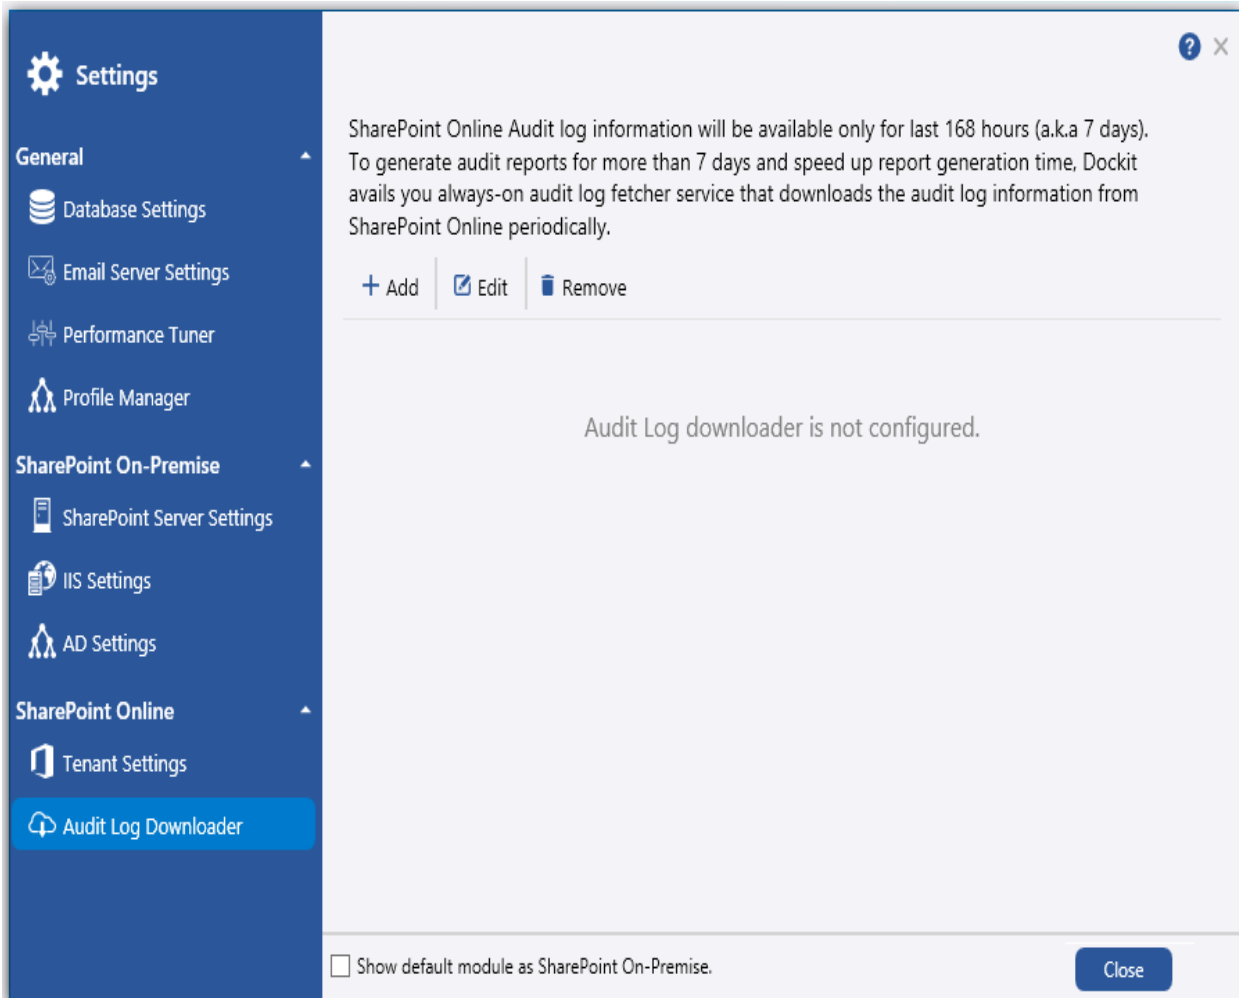 Settings
General
Database Settings
Email Server Settings
Performance Tuner
Profile Manager
SharePoint On-Premise
SharePoint Server Settings
IIS Settings
AD Settings
SharePoint Online
Tenant Settings
Audit Log Downloader
?
SharePoint Online Audit log information will be available only for last 168 hours (a.k.a 7 days).
To generate audit reports for more than 7 days and speed up report generation time, Dockit
avails you always-on audit log fetcher service that downloads the audit log information from
SharePoint Online periodically.
+ Add Edit Remove
Audit Log downloader is not configured.
Show default module as SharePoint On-Premise.
Close